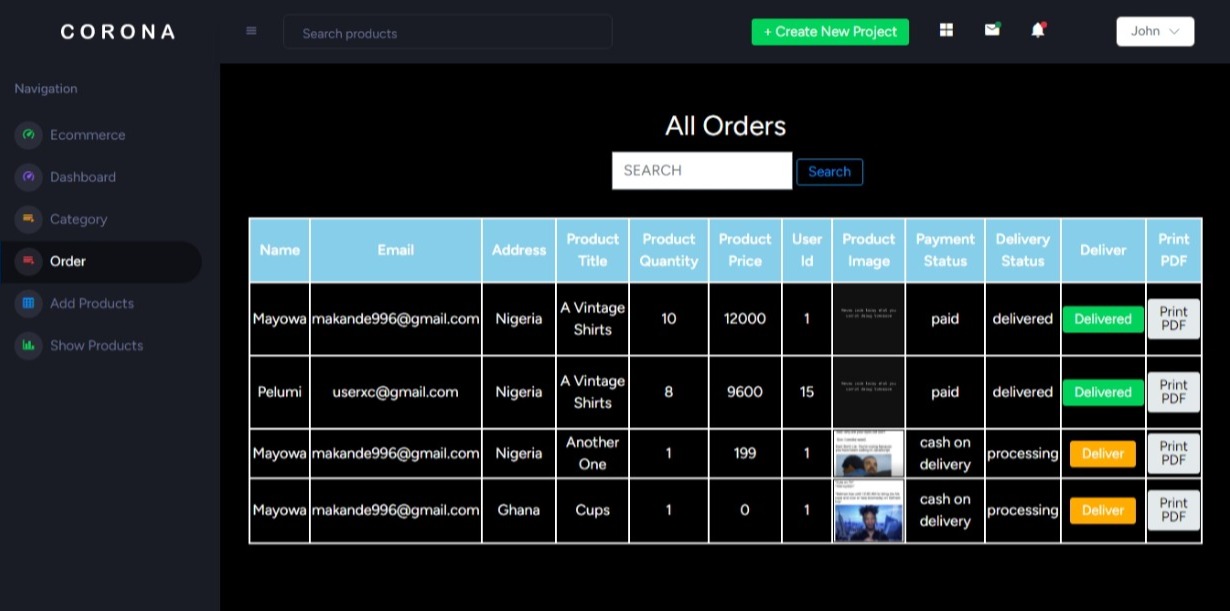 CORONA
Search products
+ Create New Project
John
Navigation
Ecommerce
Dashboard
Category
Order
Add Products
Show Products
All Orders
SEARCH
Search
Name Email Address Product Title Product Quantity Product Price User Id Product Image Payment Status Delivery Status Deliver Print PDF
Mayowa makande996@gmail.com Nigeria A Vintage Shirts 10 12000 1 paid delivered Delivered Print PDF
Pelumi userxc@gmail.com Nigeria A Vintage Shirts 8 9600 15 paid delivered Delivered Print PDF
Mayowa makande996@gmail.com Nigeria Another One 1 199 1 cash on delivery processing Deliver Print PDF
Mayowa makande996@gmail.com Ghana Cups 1 0 1 cash on delivery processing Deliver Print PDF